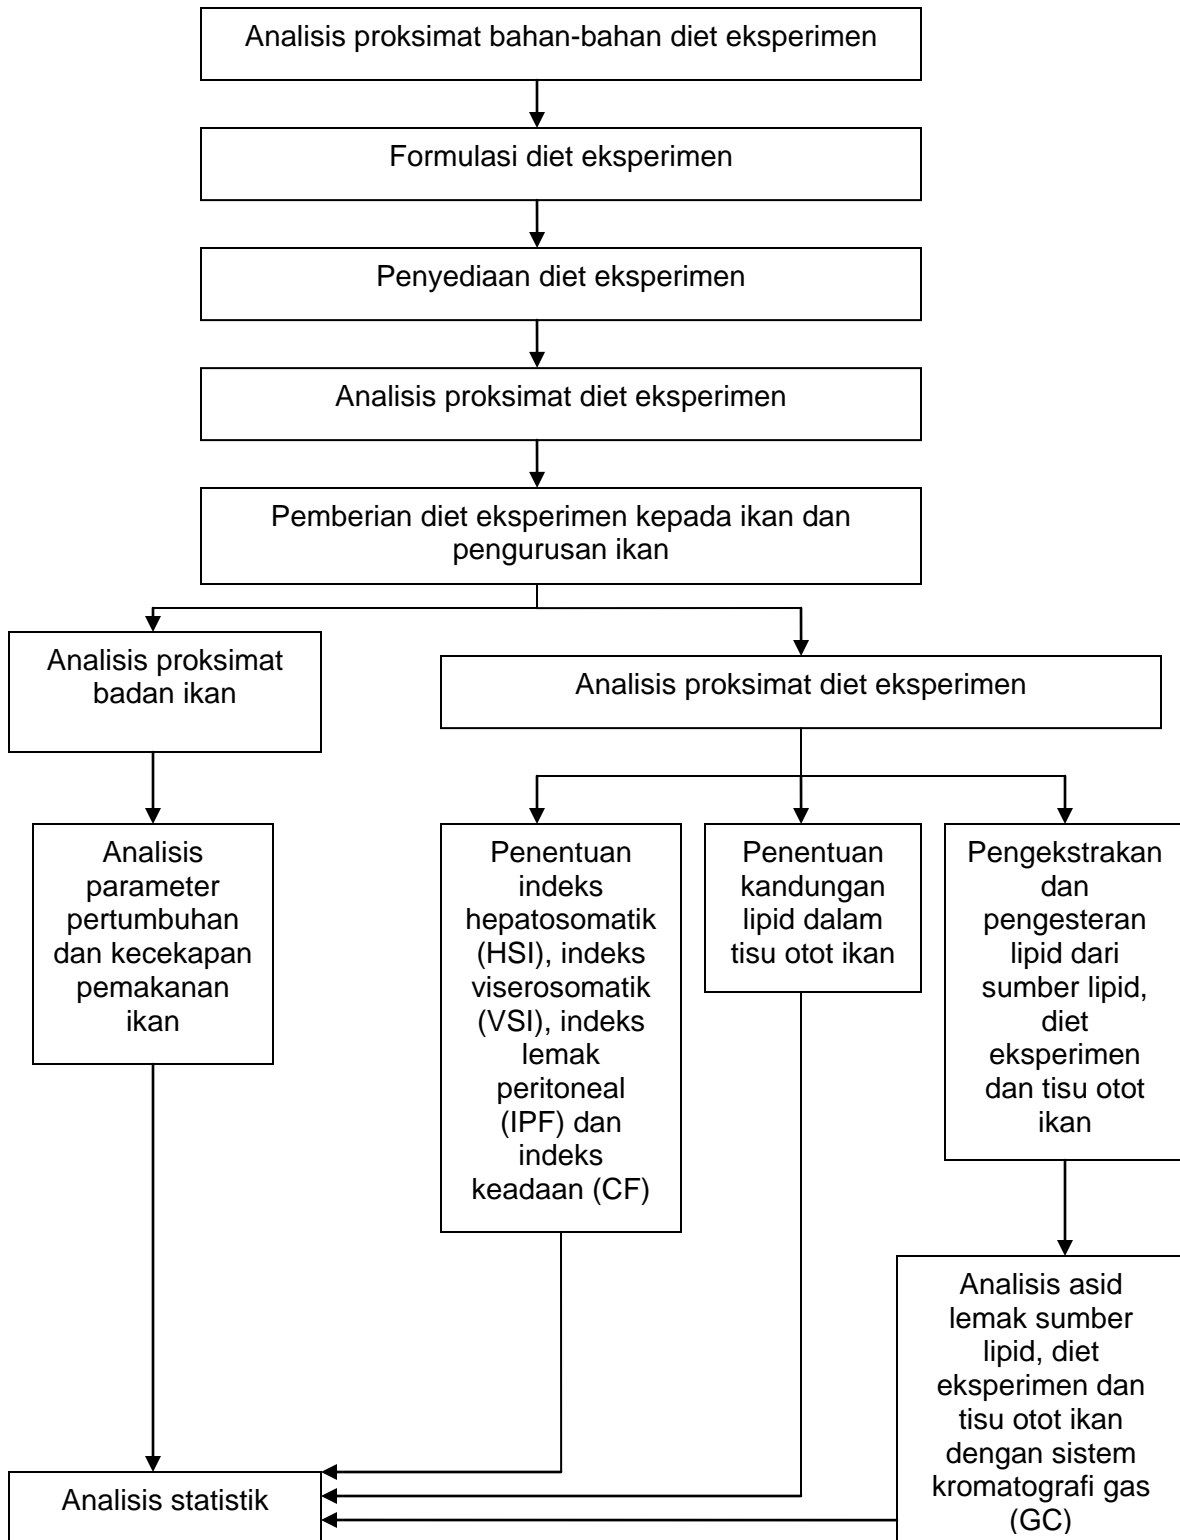 Analisis proksimat bahan-bahan diet eksperimen
Formulasi diet eksperimen
Penyediaan diet eksperimen
Analisis proksimat diet eksperimen
Pemberian diet eksperimen kepada ikan dan
pengurusan ikan
Analisis proksimat
badan ikan
Analisis proksimat diet eksperimen
Analisis
parameter
pertumbuhan
dan kecekapan
pemakanan
ikan
Penentuan
indeks
hepatosomatik
(HSI), indeks
viserosomatik
(VSI), indeks
lemak
peritoneal
(IPF) dan
indeks
keadaan (CF)
Penentuan
kandungan
lipid dalam
tisu otot ikan
Pengekstrakan
dan
pengesteran
lipid dari
sumber lipid,
diet
eksperimen
dan tisu otot
ikan
Analisis asid
lemak sumber
lipid, diet
eksperimen dan
tisu otot ikan
dengan sistem
kromatografi gas
(GC)
Analisis statistik